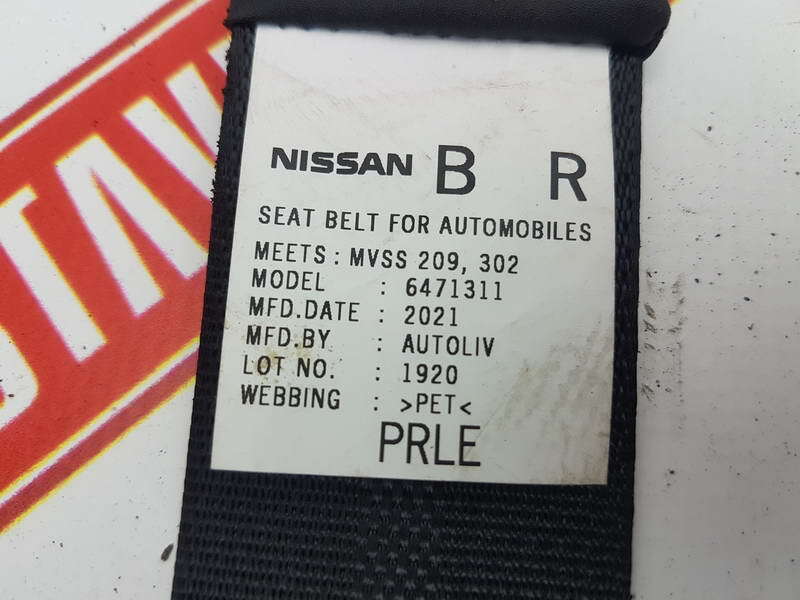 NISSAN B R
SEAT BELT FOR AUTOMOBILES
MEETS : MVSS 209, 302
MODEL : 6471311
MFD.DATE : 2021
MFD.BY : AUTOLIV
LOT NO. : 1920
WEBBING : >PET<
PRLE
STAV